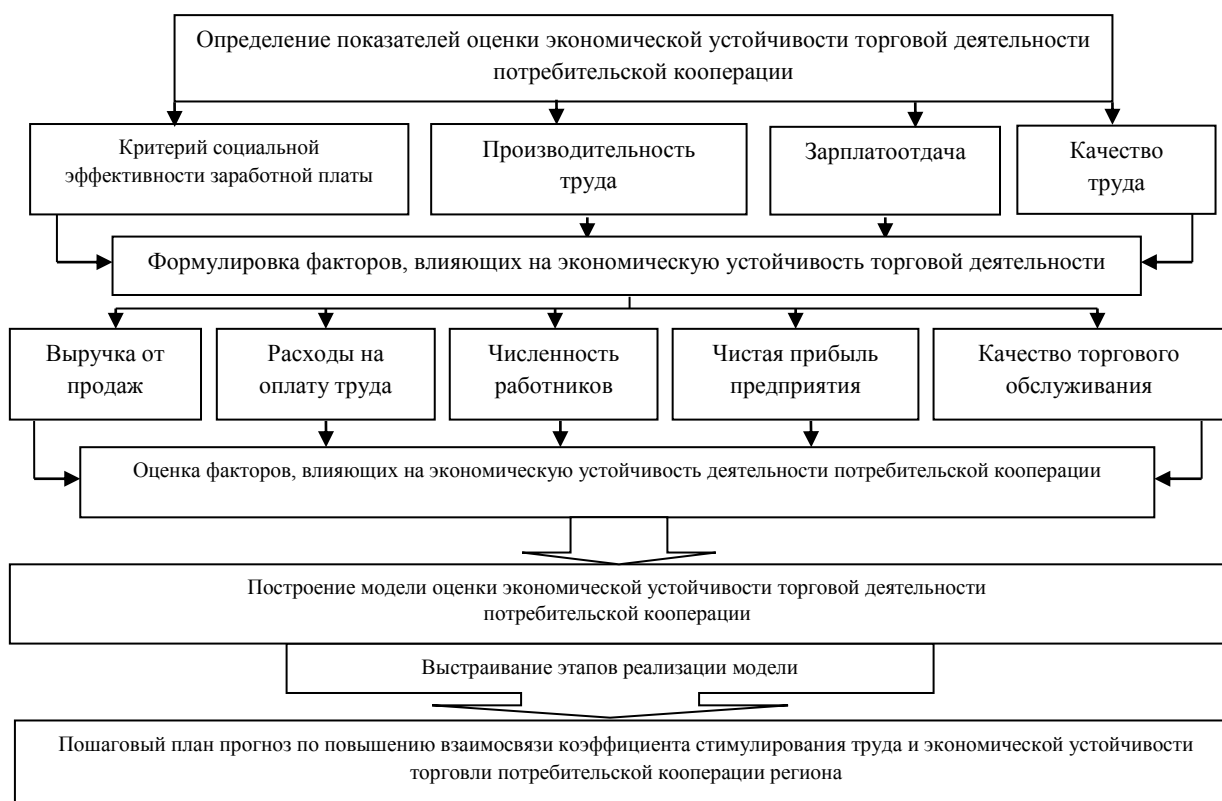 Определение показателей оценки экономической устойчивости торговой деятельности
потребительской кооперации
Критерий социальной
эффективности заработной платы
Производительность
труда
Зарплатоотдача
Качество
труда
Формулировка факторов, влияющих на экономическую устойчивость торговой деятельности
Выручка от
продаж
Расходы на
оплату труда
Численность
работников
Чистая прибыль
предприятия
Качество торгового
обслуживания
Оценка факторов, влияющих на экономическую устойчивость деятельности потребительской кооперации
Построение модели оценки экономической устойчивости торговой деятельности
потребительской кооперации
Выстраивание этапов реализации модели
Пошаговый план прогноз по повышению взаимосвязи коэффициента стимулирования труда и экономической устойчивости
торговли потребительской кооперации региона